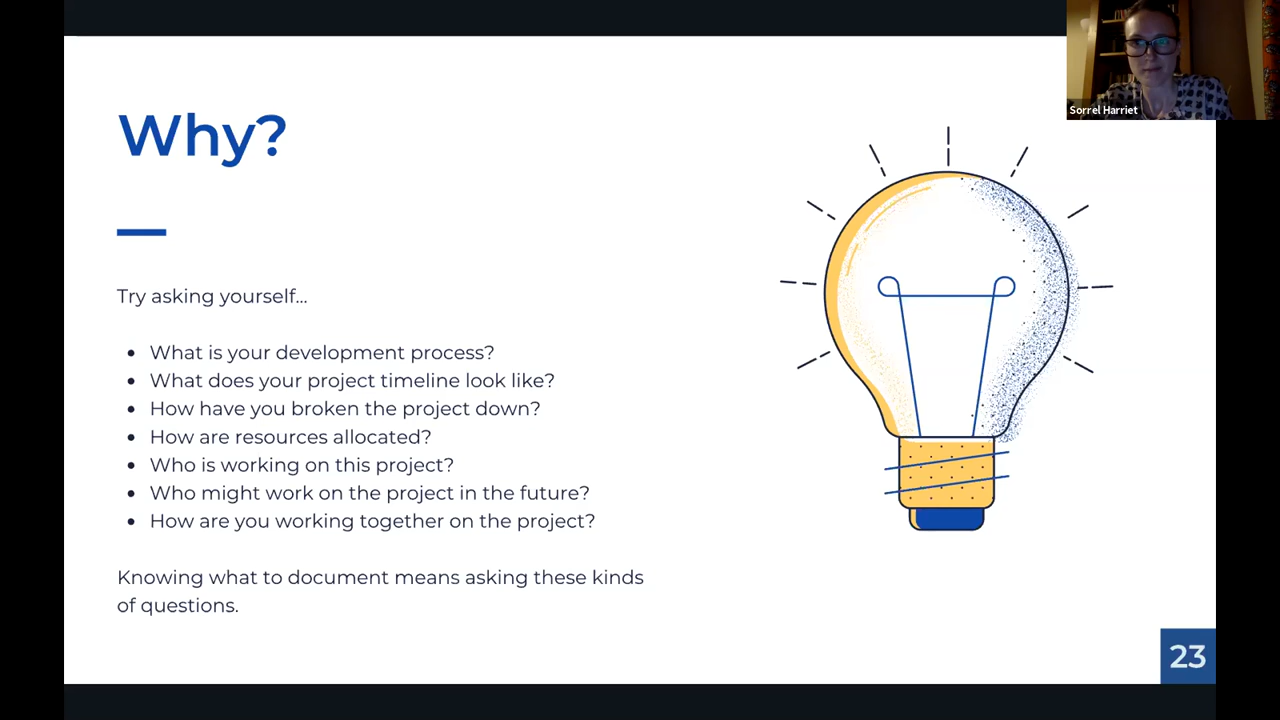 Sorrel Harriet
Why?
Try asking yourself...
• What is your development process?
• What does your project timeline look like?
• How have you broken the project down?
• How are resources allocated?
• Who is working on this project?
• Who might work on the project in the future?
• How are you working together on the project?
Knowing what to document means asking these kinds
of questions.
23